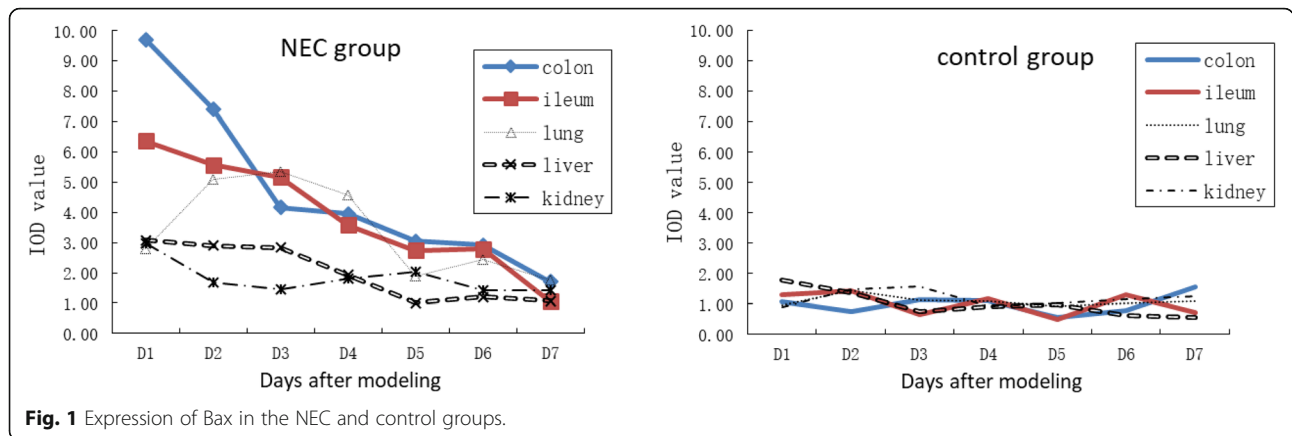 NEC group
10.00
9.00
8.00
7.00
6.00
5.00
4.00
3.00
2.00
1.00
0.00
IOD value
colon
ileum
lung
liver
kidney
D1 D2 D3 D4 D5 D6 D7
Days after modeling
control group
10.00
9.00
8.00
7.00
6.00
5.00
4.00
3.00
2.00
1.00
0.00
IOD value
colon
ileum
lung
liver
kidney
D1 D2 D3 D4 D5 D6 D7
Days after modeling
Fig. 1 Expression of Bax in the NEC and control groups.